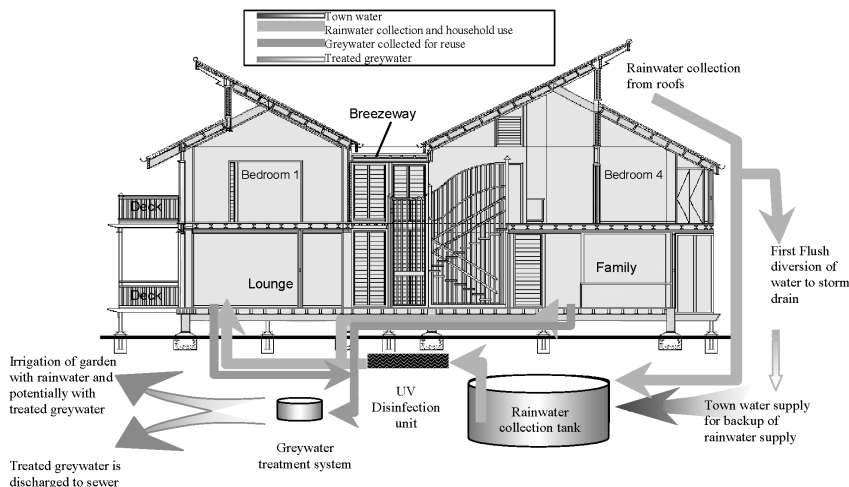 Town water
Rainwater collection and household use
Greywater collected for reuse
Treated greywater
Rainwater collection
from roofs
Breezeway
Bedroom 1
Bedroom 4
Deck
First Flush
diversion of
water to storm
drain
Lounge
Family
Deck
Irrigation of garden
with rainwater and
potentially with
treated greywater
UV
Disinfection
unit
Rainwater
collection tank
Town water supply
for backup of
rainwater supply
Greywater
treatment system
Treated greywater is
discharged to sewer